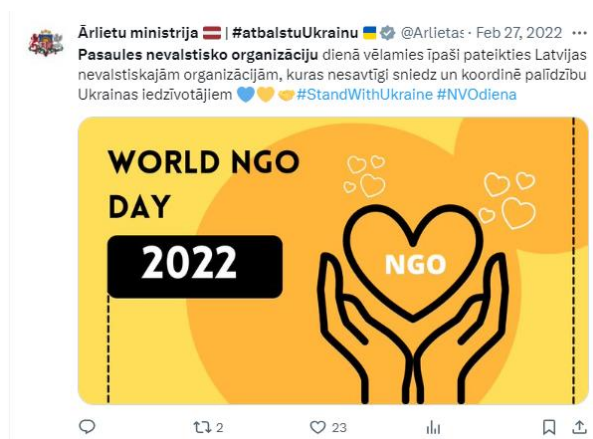 Ārlietu ministrija 🇱🇻 | #atbalstuUkrainu 🇺🇦 @Arlietas · Feb 27, 2022 ···
Pasaules nevalstisko organizāciju dienā vēlamies īpaši pateikties Latvijas
nevalstiskajām organizācijām, kuras nesavtīgi sniedz un koordinē palīdzību
Ukrainas iedzīvotājiem 💙💛🤝#StandWithUkraine #NVOdiena
WORLD NGO
DAY
2022
NGO
2 23